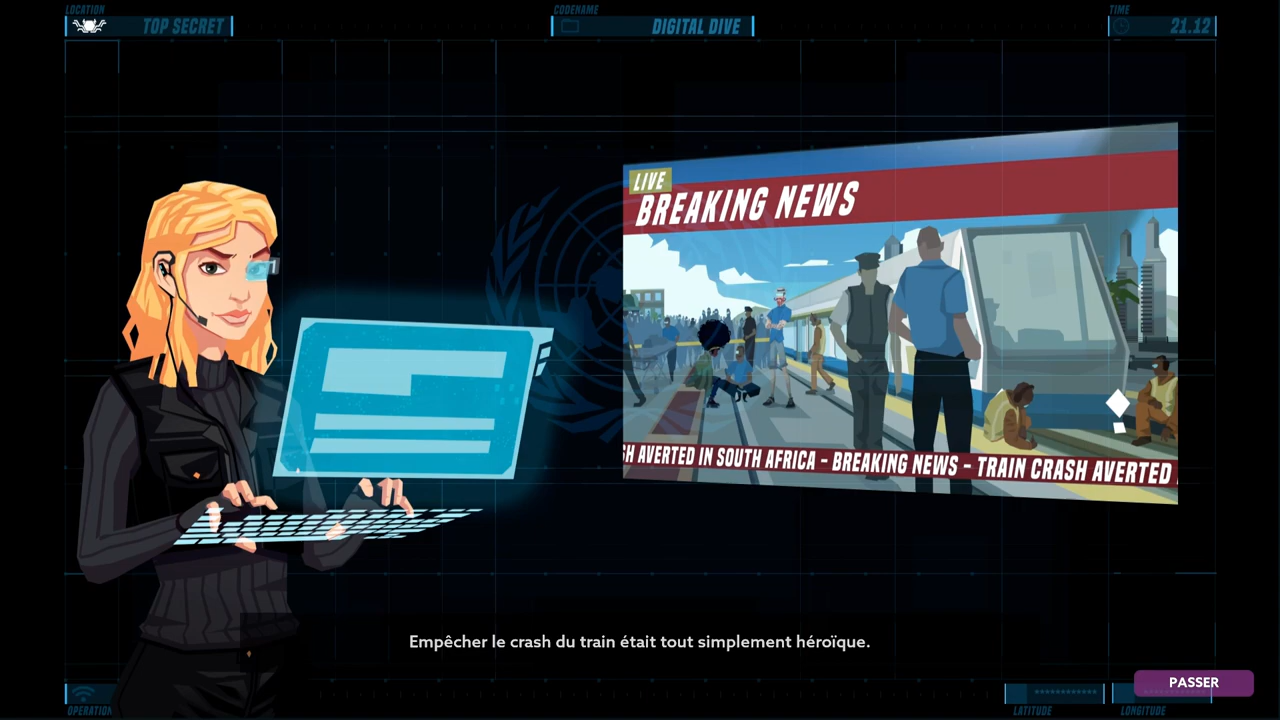 LOCATION
TOP SECRET
CODENAME
DIGITAL DIVE
TIME
21.12
LIVE
BREAKING NEWS
SH AVERTED IN SOUTH AFRICA - BREAKING NEWS - TRAIN CRASH AVERTED
Empêcher le crash du train était tout simplement héroïque.
PASSER
OPERATION
LATITUDE
LONGITUDE